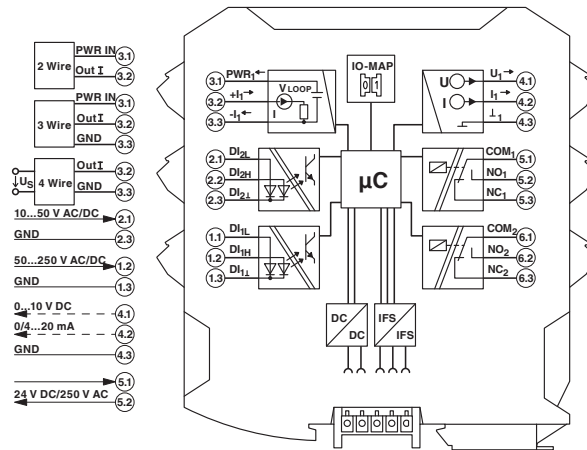 2 Wire
PWR IN 3.1
Out I 3.2
3 Wire
PWR IN 3.1
Out I 3.2
GND 3.3
Us 4 Wire
Out I 3.2
GND 3.3
10...50 V AC/DC 2.1
GND 2.3
50...250 V AC/DC 1.2
GND 1.3
0...10 V DC 4.1
0/4...20 mA 4.2
GND 4.3
5.1
24 V DC/250 V AC 5.2
3.1 PWR1
3.2 +I1
3.3 -I1
VLOOP
I
IO-MAP
0 1
U
I
U1 4.1
I1 4.2
⊥1 4.3
2.1 DI2L
2.2 DI2H
2.3 DI2⊥
µC
COM1 5.1
NO1 5.2
NC1 5.3
1.1 DI1L
1.2 DI1H
1.3 DI1⊥
COM2 6.1
NO2 6.2
NC2 6.3
DC
DC
IFS
IFS